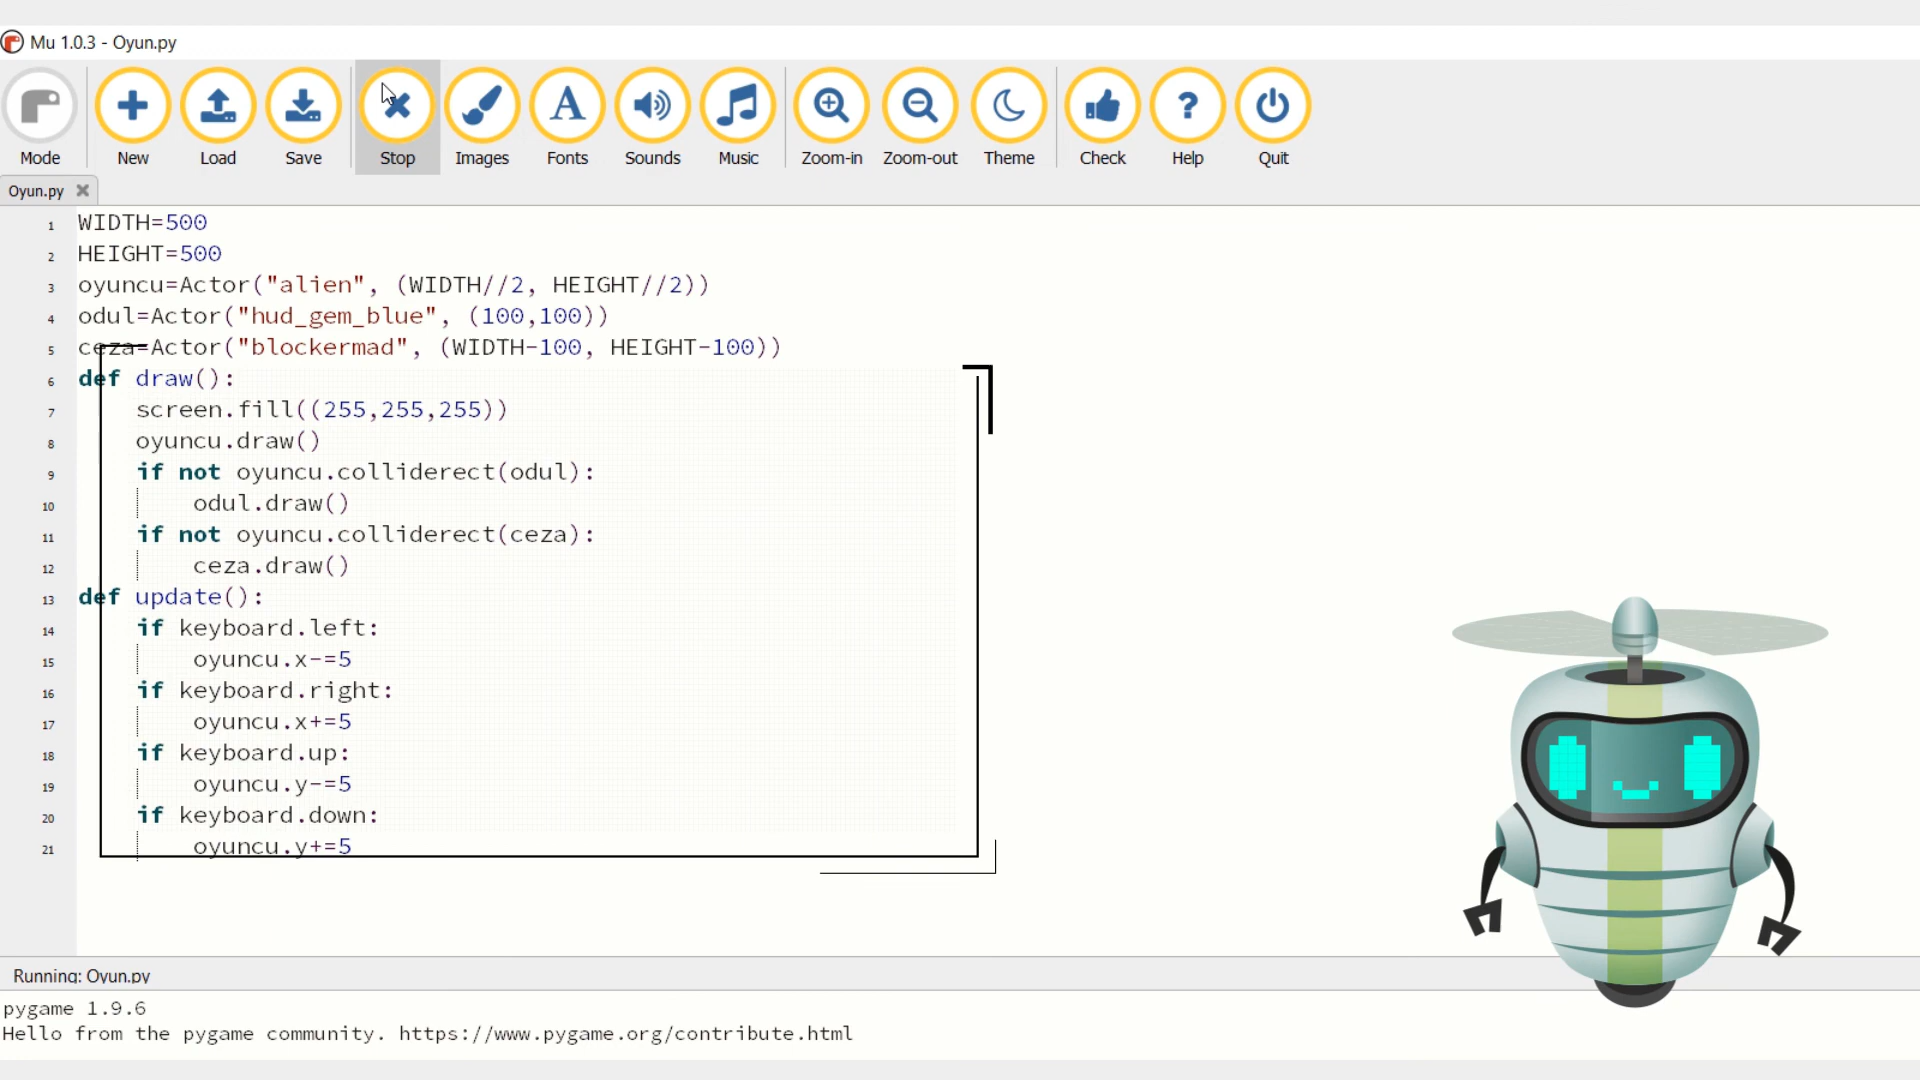 Mu 1.0.3 - Oyun.py
Mode New Load Save Stop Images Fonts Sounds Music Zoom-in Zoom-out Theme Check Help Quit
Oyun.py
1 WIDTH=500
2 HEIGHT=500
3 oyuncu=Actor("alien", (WIDTH//2, HEIGHT//2))
4 odul=Actor("hud_gem_blue", (100,100))
5 ceza=Actor("blockermad", (WIDTH-100, HEIGHT-100))
6 def draw():
7 screen.fill((255,255,255))
8 oyuncu.draw()
9 if not oyuncu.colliderect(odul):
10 odul.draw()
11 if not oyuncu.colliderect(ceza):
12 ceza.draw()
13 def update():
14 if keyboard.left:
15 oyuncu.x-=5
16 if keyboard.right:
17 oyuncu.x+=5
18 if keyboard.up:
19 oyuncu.y-=5
20 if keyboard.down:
21 oyuncu.y+=5
Running: Oyun.py
pygame 1.9.6
Hello from the pygame community. https://www.pygame.org/contribute.html